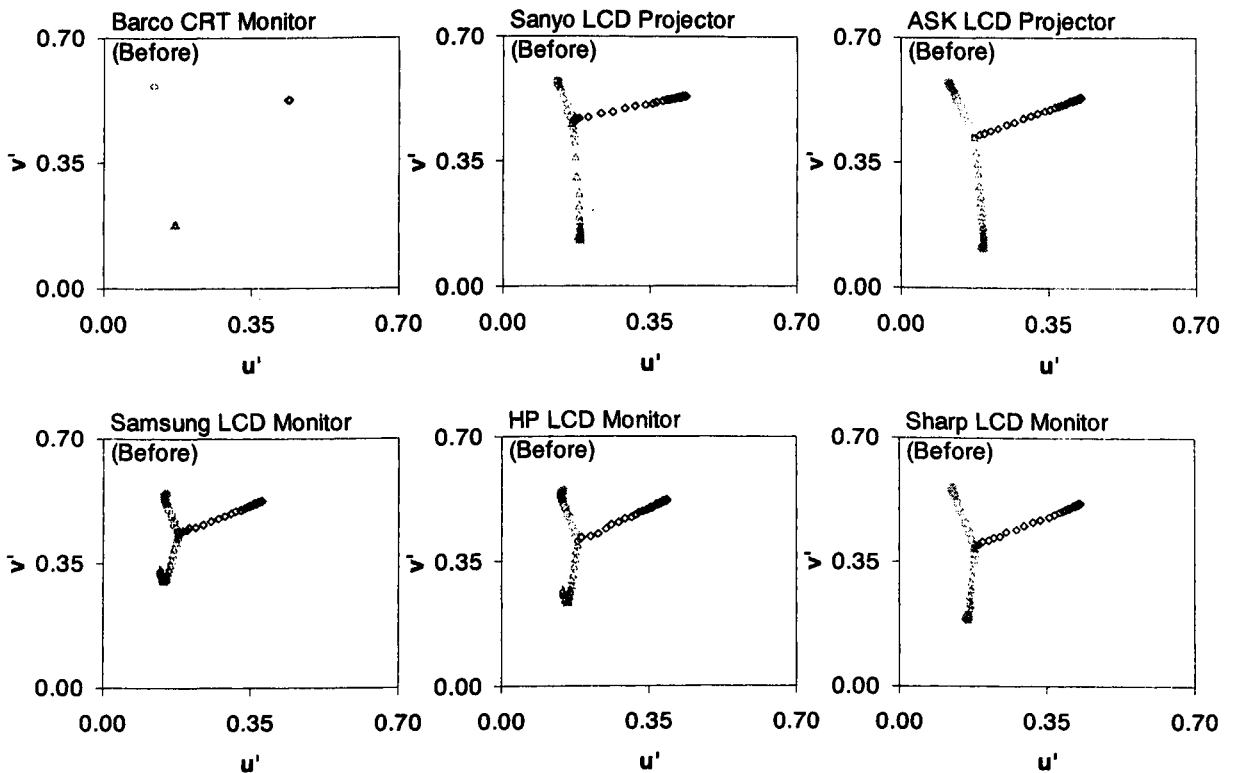 Barco CRT Monitor
(Before)
0.70
0.35
0.00
v'
0.00 0.35 0.70
u'
Sanyo LCD Projector
(Before)
0.70
0.35
0.00
v'
0.00 0.35 0.70
u'
ASK LCD Projector
(Before)
0.70
0.35
0.00
v'
0.00 0.35 0.70
u'
Samsung LCD Monitor
(Before)
0.70
0.35
0.00
v'
0.00 0.35 0.70
u'
HP LCD Monitor
(Before)
0.70
0.35
0.00
v'
0.00 0.35 0.70
u'
Sharp LCD Monitor
(Before)
0.70
0.35
0.00
v'
0.00 0.35 0.70
u'